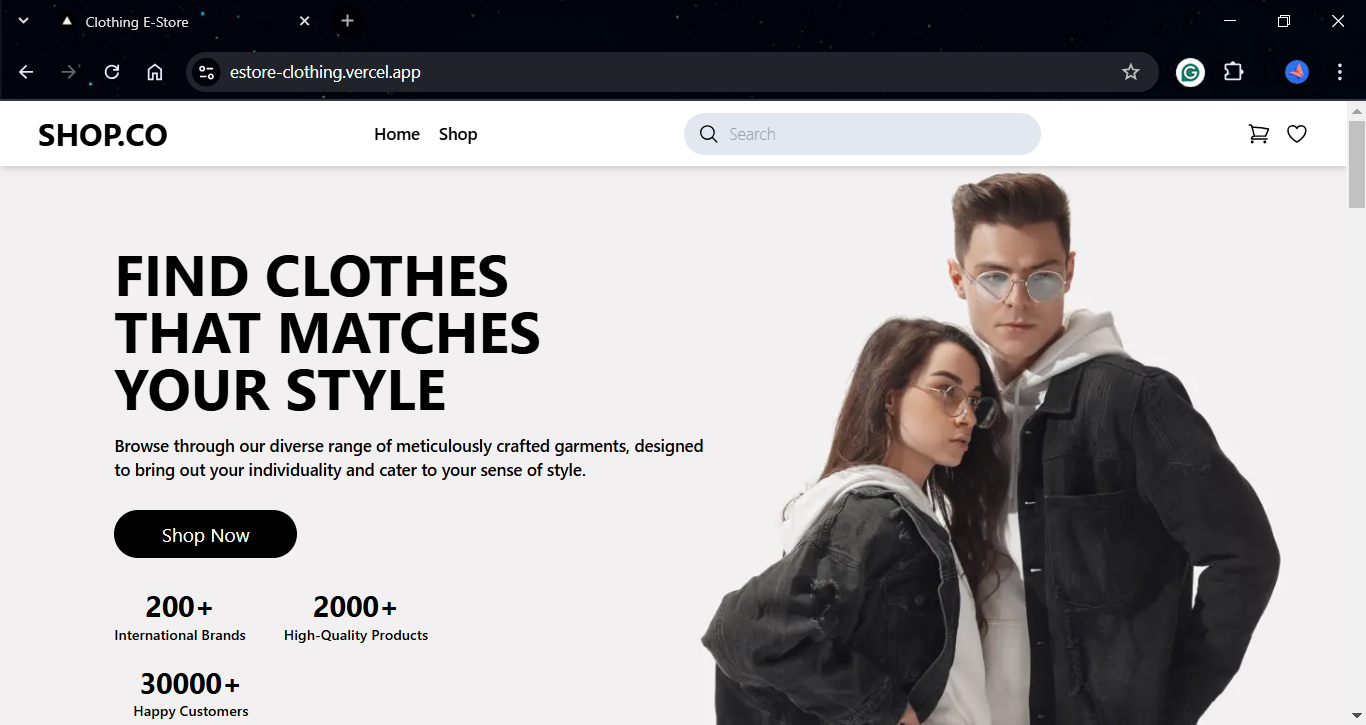 Clothing E-Store
estore-clothing.vercel.app
SHOP.CO
Home
Shop
Search
FIND CLOTHES
THAT MATCHES
YOUR STYLE
Browse through our diverse range of meticulously crafted garments, designed
to bring out your individuality and cater to your sense of style.
Shop Now
200+
International Brands
2000+
High-Quality Products
30000+
Happy Customers